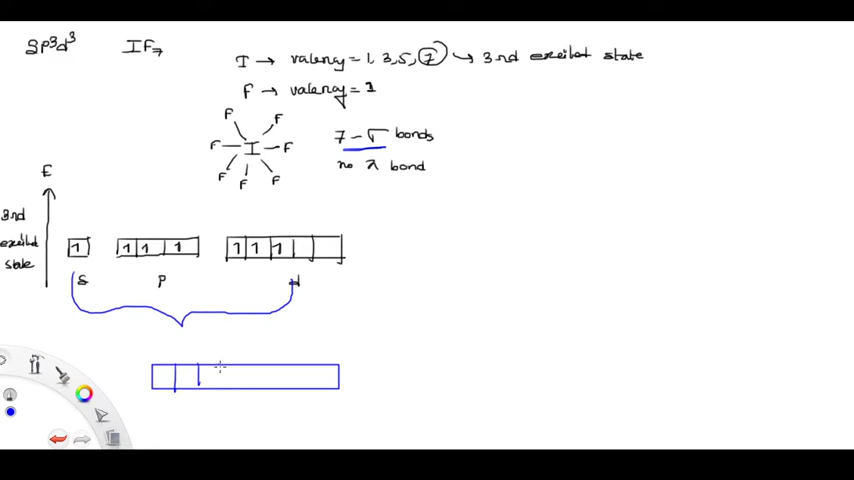 SP³d³ IF₇
I → valency = 1, 3, 5, 7 → 3rd excited state
F → valency = 1
F F
F I F
F F F
7 - σ bonds
no π bond
E
3rd
excited
state
1 1 1 1 1 1 1
s p d